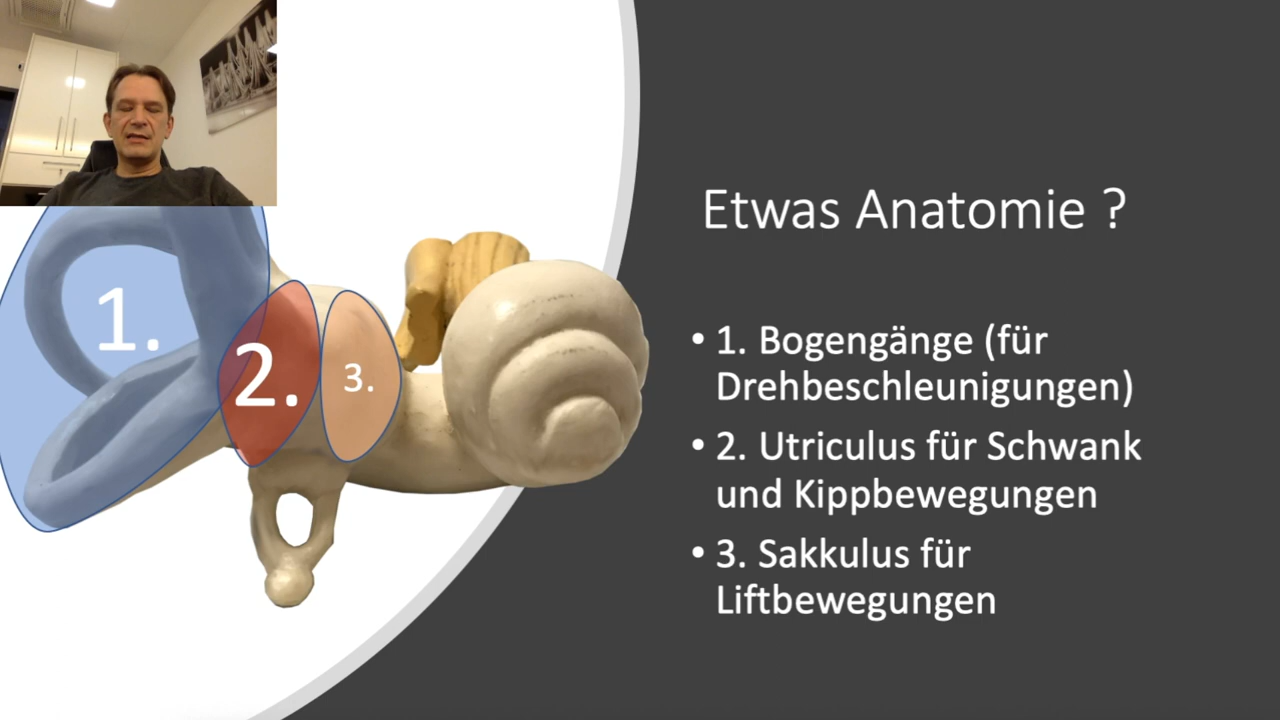 Etwas Anatomie ?
1.
2.
3.
• 1. Bogengänge (für
Drehbeschleunigungen)
• 2. Utriculus für Schwank
und Kippbewegungen
• 3. Sakkulus für
Liftbewegungen